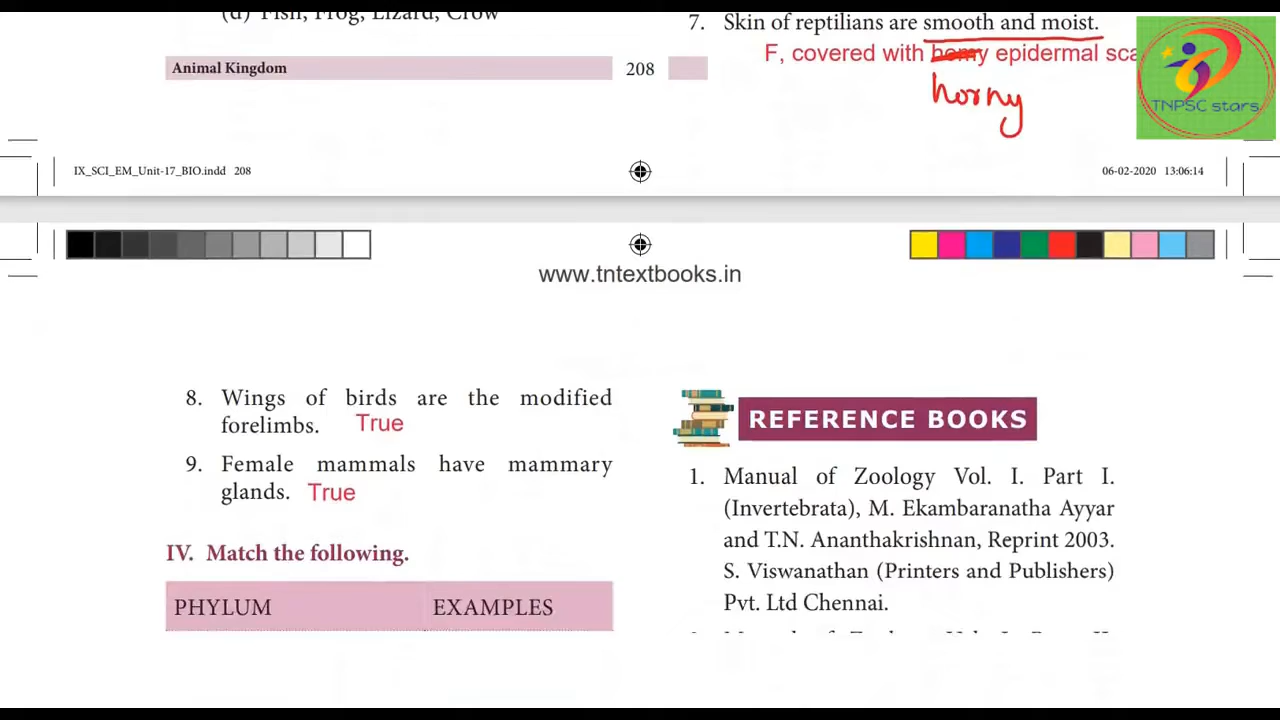 (d) Fish, Frog, Lizard, Crow
Animal Kingdom
208
7. Skin of reptilians are smooth and moist.
F, covered with horny epidermal sca
horny
TNPSC stars
IX_SCI_EM_Unit-17_BIO.indd 208
06-02-2020 13:06:14
www.tntextbooks.in
8. Wings of birds are the modified
forelimbs. True
9. Female mammals have mammary
glands. True
IV. Match the following.
PHYLUM EXAMPLES
REFERENCE BOOKS
1. Manual of Zoology Vol. I. Part I.
(Invertebrata), M. Ekambaranatha Ayyar
and T.N. Ananthakrishnan, Reprint 2003.
S. Viswanathan (Printers and Publishers)
Pvt. Ltd Chennai.